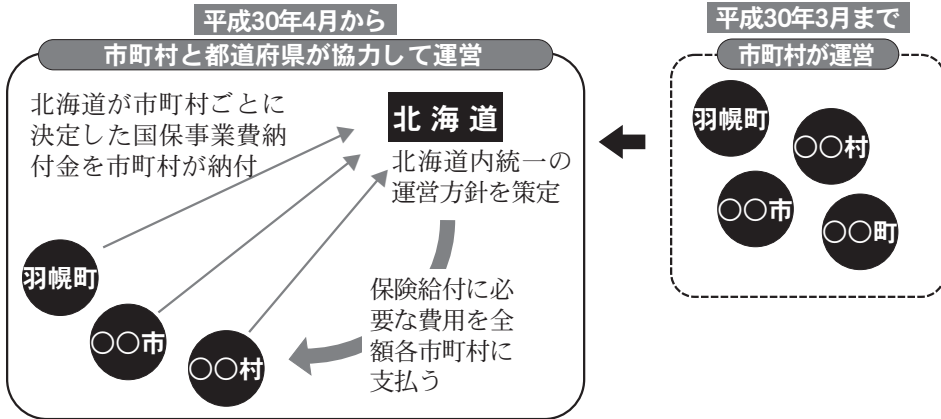 平成30年4月から
市町村と都道府県が協力して運営
北海道が市町村ごとに
決定した国保事業費納
付金を市町村が納付
北海道
北海道内統一の
運営方針を策定
羽幌町
○○市
○○村
保険給付に必
要な費用を全
額各市町村に
支払う
平成30年3月まで
市町村が運営
羽幌町
○○村
○○市
○○町